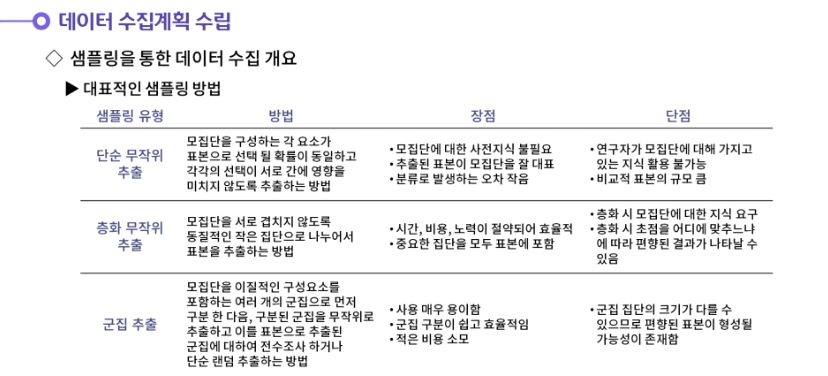 데이터 수집계획 수립
◇ 샘플링을 통한 데이터 수집 개요
▶ 대표적인 샘플링 방법
샘플링 유형 방법 장점 단점
단순 무작위
추출
모집단을 구성하는 각 요소가
표본으로 선택 될 확률이 동일하고
각각의 선택이 서로 간에 영향을
미치지 않도록 추출하는 방법
• 모집단에 대한 사전지식 불필요
• 추출된 표본이 모집단을 잘 대표
• 분류로 발생하는 오차 작음
• 연구자가 모집단에 대해 가지고
있는 지식 활용 불가능
• 비교적 표본의 규모 큼
층화 무작위
추출
모집단을 서로 겹치지 않도록
동질적인 작은 집단으로 나누어서
표본을 추출하는 방법
• 시간, 비용, 노력이 절약되어 효율적
• 중요한 집단을 모두 표본에 포함
• 층화 시 모집단에 대한 지식 요구
• 층화 시 초점을 어디에 맞추느냐
에 따라 편향된 결과가 나타날 수
있음
군집 추출
모집단을 이질적인 구성요소를
포함하는 여러 개의 군집으로 먼저
구분 한 다음, 구분된 군집을 무작위로
추출하고 이를 표본으로 추출된
군집에 대하여 전수조사 하거나
단순 랜덤 추출하는 방법
• 사용 매우 용이함
• 군집 구분이 쉽고 효율적임
• 적은 비용 소모
• 군집 집단의 크기가 다를 수
있으므로 편향된 표본이 형성될
가능성이 존재함